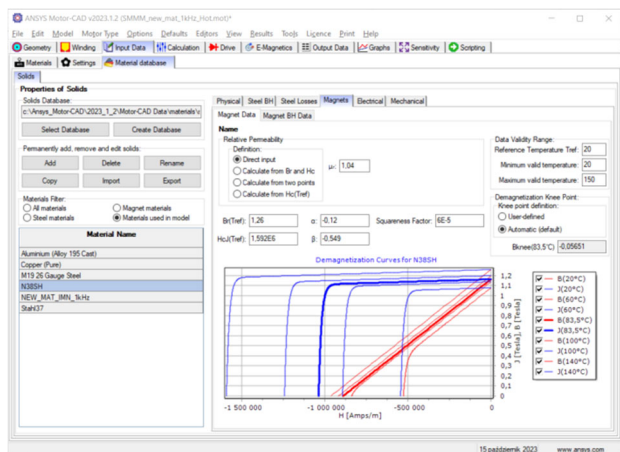 ANSYS Motor-CAD v2023.1.2 (SMMM_new_mat_1kHz_Hot.mot)*
File Edit Model Motor Type Options Defaults Editors View Results Tools Licence Print Help
Geometry Winding Input Data Calculation Drive E-Magnetics Output Data Graphs Sensitivity Scripting
Materials Settings Material database
Solids
Properties of Solids
Solids Database:
c:\Ansys_Motor-CAD\2023_1_2\Motor-CAD Data\materials\
Select Database Create Database
Permanently add, remove and edit solids:
Add Delete Rename
Copy Import Export
Materials Filter:
All materials Magnet materials
Steel materials Materials used in model
Material Name
Aluminium (Alloy 195 Cast)
Copper (Pure)
M19 26 Gauge Steel
N38SH
NEW_MAT_IMN_1kHz
Stahl37
Physical Steel BH Steel Losses Magnets Electrical Mechanical
Magnet Data Magnet BH Data
Name
Relative Permeability
Definition:
Direct input
Calculate from Br and Hc
Calculate from two points
Calculate from Hc(Tref)
μr: 1,04
Br(Tref): 1,26 α: -0,12 Squareness Factor: 6E-5
HcJ(Tref): 1,592E6 β: -0,549
Data Validity Range:
Reference Temperature Tref: 20
Minimum valid temperature: 20
Maximum valid temperature: 150
Demagnetization Knee Point:
Knee point definition:
User-defined
Automatic (default)
Bknee(83,5°C) -0,05651
Demagnetization Curves for N38SH
1,2
1,1
1
0,9
0,8
0,7
0,6
0,5
0,4
0,3
0,2
0,1
0
J [Tesla], B [Tesla]
-1 500 000 -1 000 000 -500 000 0
H [Amps/m]
B(20°C)
J(20°C)
B(60°C)
J(60°C)
B(83,5°C)
J(83,5°C)
B(100°C)
J(100°C)
B(140°C)
J(140°C)
15 październik 2023 www.ansys.com